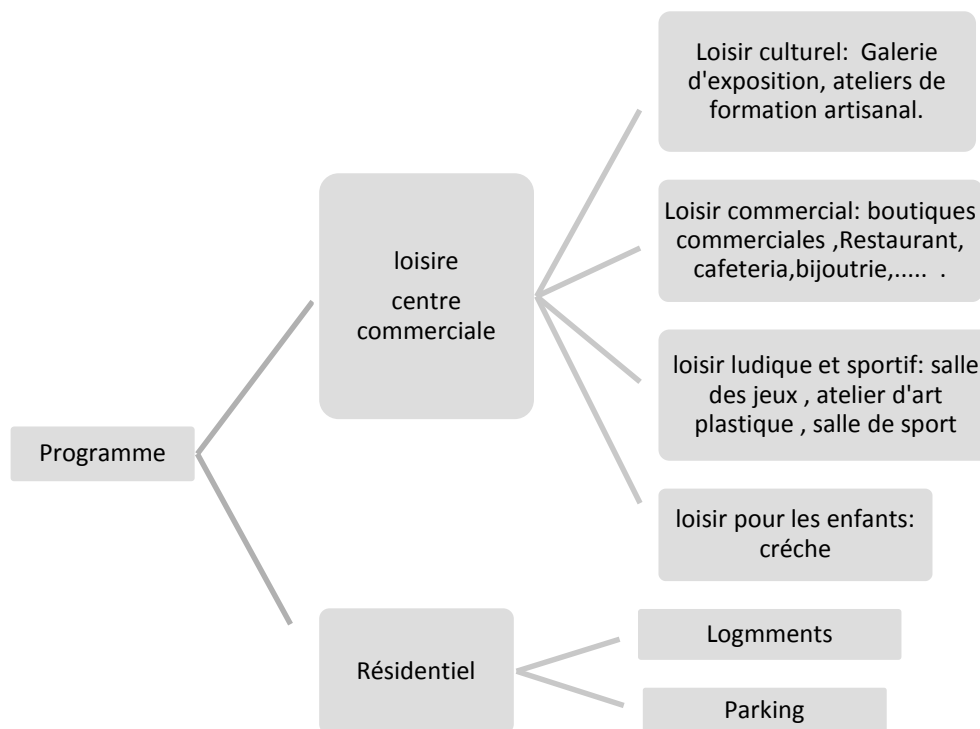 Programme
loisire
centre
commerciale
Loisir culturel: Galerie
d'exposition, ateliers de
formation artisanal.
Loisir commercial: boutiques
commerciales ,Restaurant,
cafeteria,bijoutrie,..... .
loisir ludique et sportif: salle
des jeux , atelier d'art
plastique , salle de sport
loisir pour les enfants:
créche
Résidentiel
Logmments
Parking